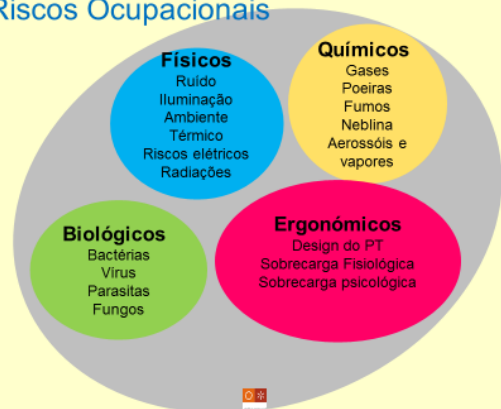 Riscos Ocupacionais
Físicos
Ruído
Iluminação
Ambiente
Térmico
Riscos elétricos
Radiações
Químicos
Gases
Poeiras
Fumos
Neblina
Aerossóis e
vapores
Biológicos
Bactérias
Vírus
Parasitas
Fungos
Ergonómicos
Design do PT
Sobrecarga Fisiológica
Sobrecarga psicológica